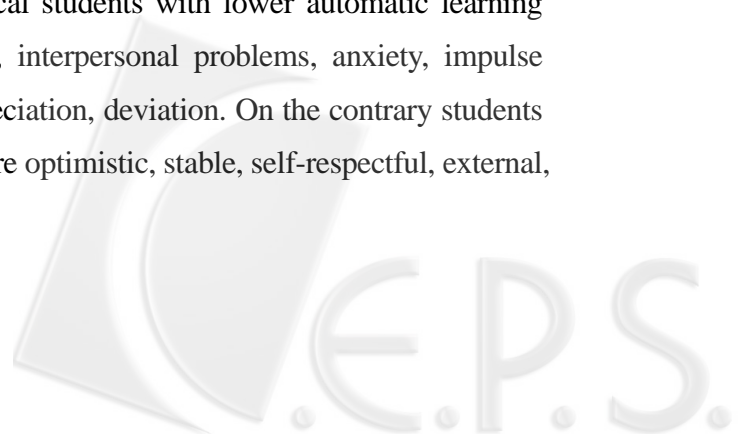 cal students with lower automatic learning
, interpersonal problems, anxiety, impulse
eciation, deviation. On the contrary students
re optimistic, stable, self-respectful, external,
C.E.P.S.